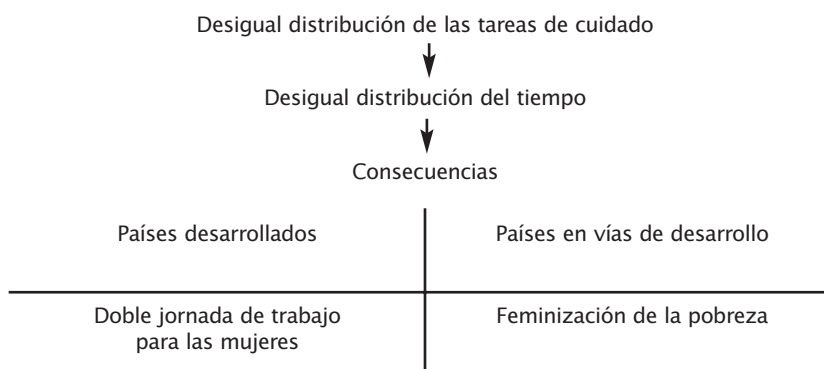 Desigual distribución de las tareas de cuidado
Desigual distribución del tiempo
Consecuencias
Países desarrollados
Países en vías de desarrollo
Doble jornada de trabajo
para las mujeres
Feminización de la pobreza